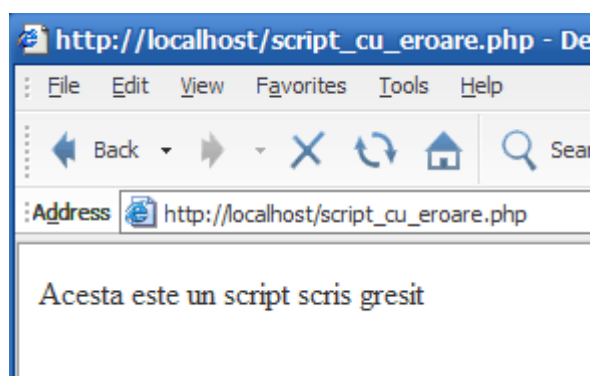 http://localhost/script_cu_eroare.php - De
File Edit View Favorites Tools Help
Back Sear
Address http://localhost/script_cu_eroare.php
Acesta este un script scris gresit